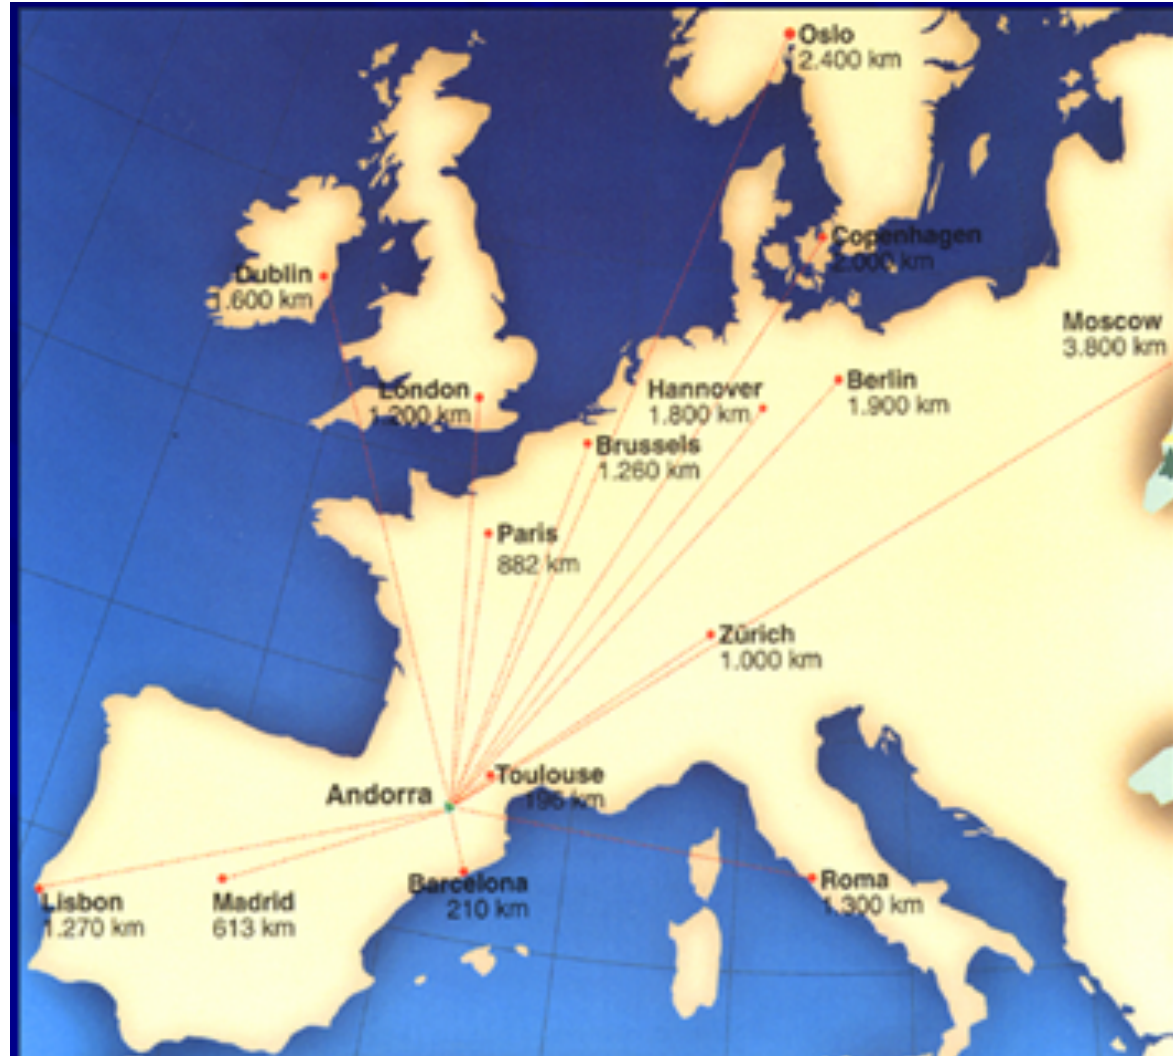 Oslo
2.400 km
Copenhagen
2.000 km
Dublin
1.600 km
Moscow
3.800 km
London
1.200 km
Hannover
1.800 km
Berlin
1.900 km
Brussels
1.260 km
Paris
882 km
Zürich
1.000 km
Toulouse
195 km
Andorra
Lisbon
1.270 km
Madrid
613 km
Barcelona
210 km
Roma
1.300 km